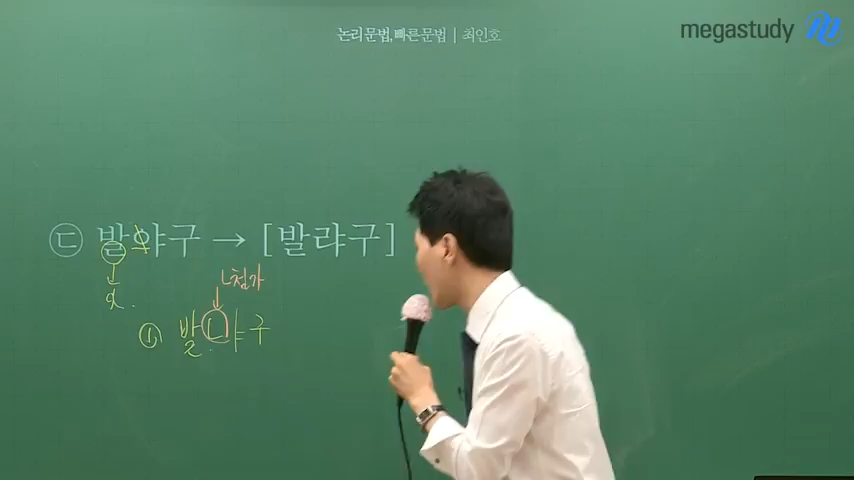 논리문법, 빠른문법 | 최인호
megastudy
㉢ 발야구 → [발랴구]
ㄴ첨가
① 발냐구